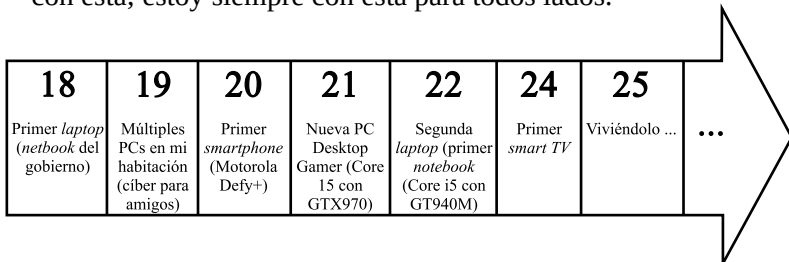 con esta, estoy siempre con esta para todos lados.
18
Primer laptop
(netbook del
gobierno)
19
Múltiples
PCs en mi
habitación
(cíber para
amigos)
20
Primer
smartphone
(Motorola
Defy+)
21
Nueva PC
Desktop
Gamer (Core
15 con
GTX970)
22
Segunda
laptop (primer
notebook
(Core i5 con
GT940M)
24
Primer
smart TV
25
Viviéndolo ...
...